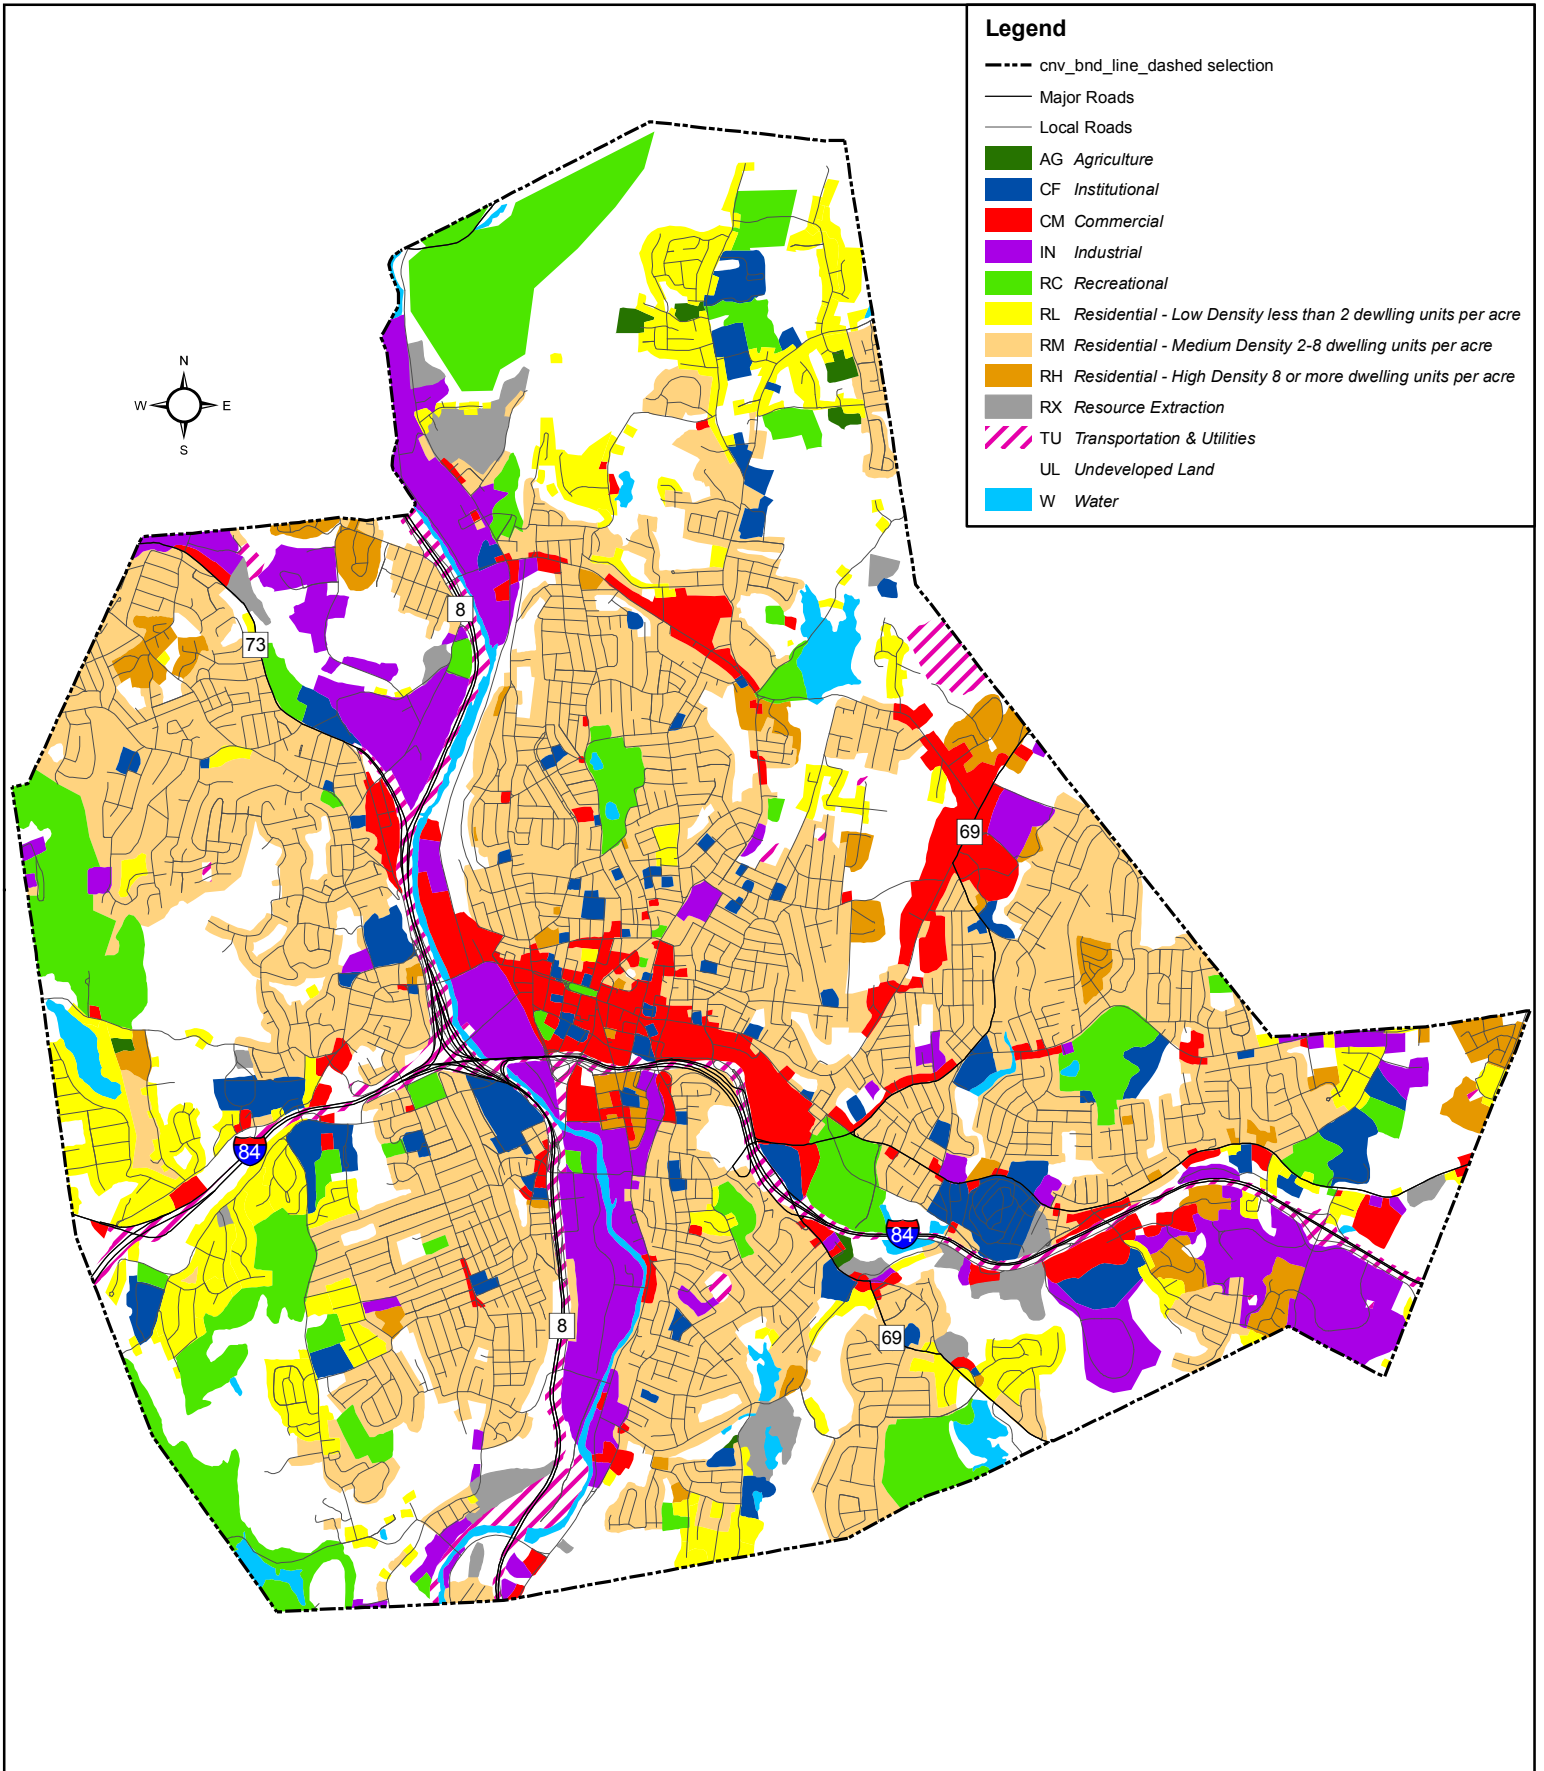 Legend
cnv_bnd_line_dashed selection
Major Roads
Local Roads
AG Agriculture
CF Institutional
CM Commercial
IN Industrial
RC Recreational
RL Residential - Low Density less than 2 dewlling units per acre
RM Residential - Medium Density 2-8 dwelling units per acre
RH Residential - High Density 8 or more dwelling units per acre
RX Resource Extraction
TU Transportation & Utilities
UL Undeveloped Land
W Water
N
W E
S
8
73
69
84
84
8
69